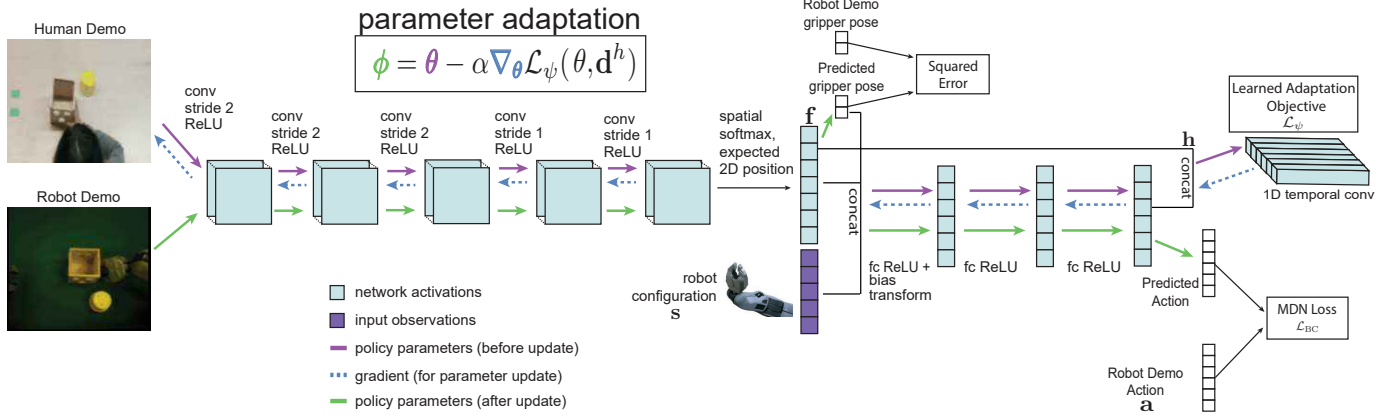 Human Demo
parameter adaptation
ϕ = θ − α∇_θ ℒ_ψ(θ, d^h)
conv
stride 2
ReLU
conv
stride 2
ReLU
conv
stride 2
ReLU
conv
stride 1
ReLU
conv
stride 1
ReLU
spatial
softmax,
expected
2D position
Robot Demo
gripper pose
Predicted
gripper pose
Squared
Error
f
concat
h
concat
Learned Adaptation
Objective
ℒ_ψ
1D temporal conv
Robot Demo
robot
configuration
s
fc ReLU +
bias
transform
fc ReLU
fc ReLU
Predicted
Action
MDN Loss
ℒ_BC
Robot Demo
Action
a
network activations
input observations
policy parameters (before update)
gradient (for parameter update)
policy parameters (after update)